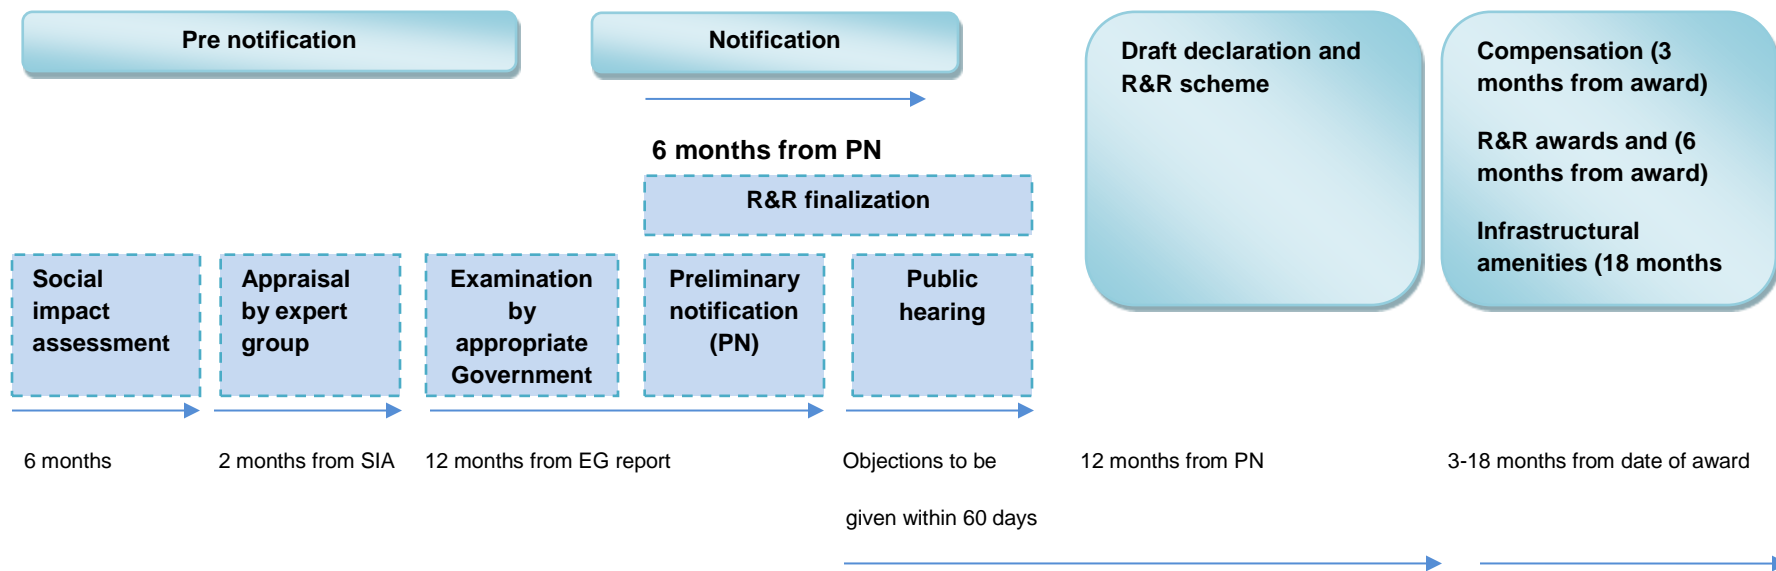 Pre notification
Notification
6 months from PN
R&R finalization
Social
impact
assessment
Appraisal
by expert
group
Examination
by
appropriate
Government
Preliminary
notification
(PN)
Public
hearing
Draft declaration and
R&R scheme
Compensation (3
months from award)
R&R awards and (6
months from award)
Infrastructural
amenities (18 months
6 months
2 months from SIA
12 months from EG report
Objections to be
given within 60 days
12 months from PN
3-18 months from date of award